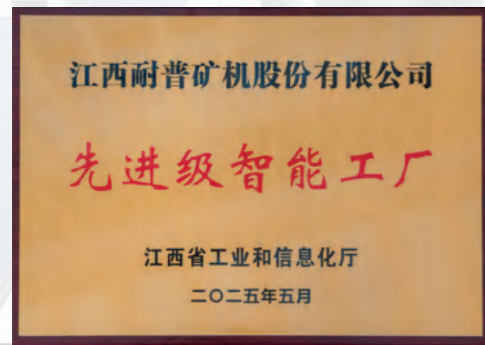 江西耐普矿机股份有限公司
先进级智能工厂
江西省工业和信息化厅
二〇二五年五月